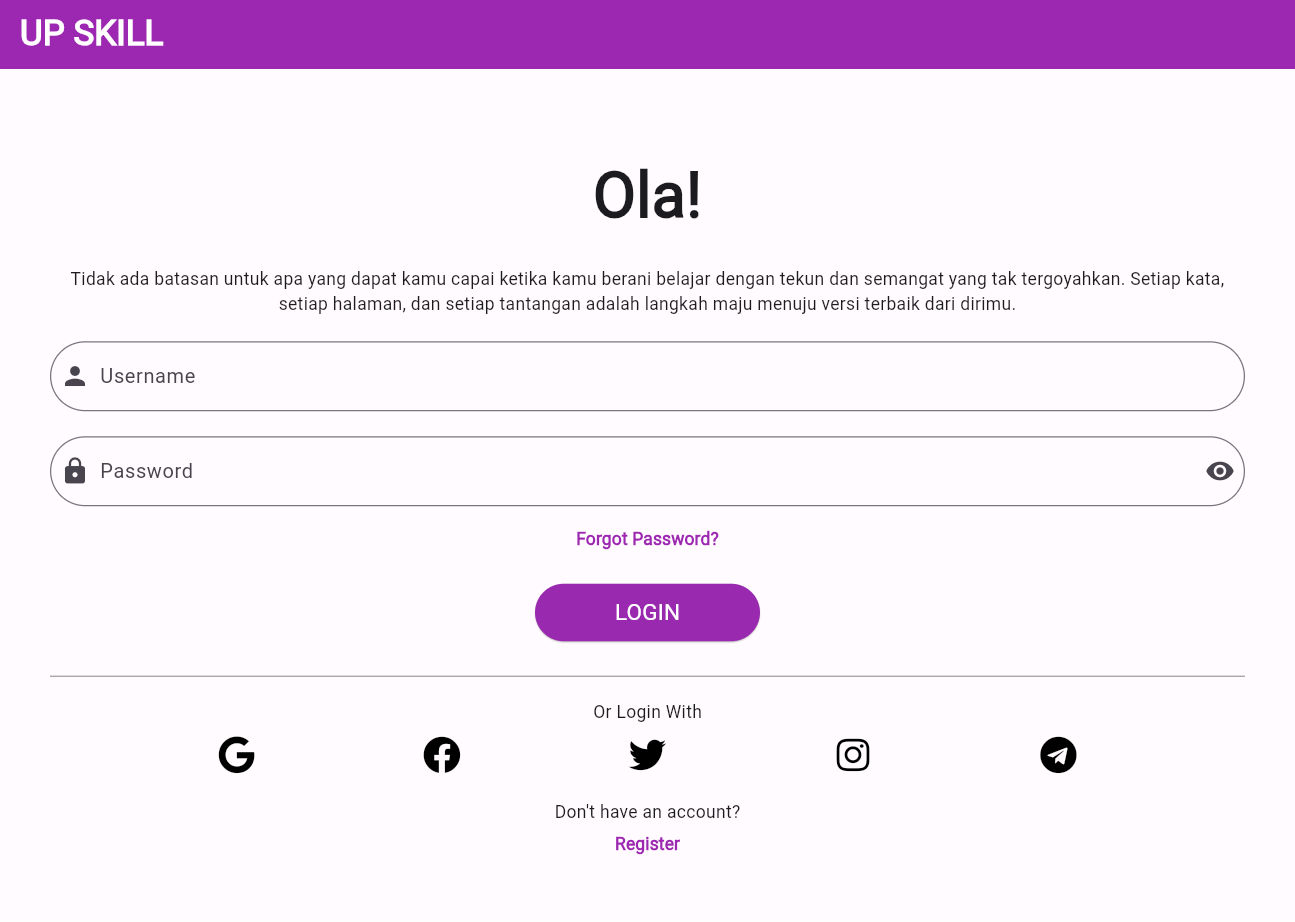 UP SKILL
Ola!
Tidak ada batasan untuk apa yang dapat kamu capai ketika kamu berani belajar dengan tekun dan semangat yang tak tergoyahkan. Setiap kata,
setiap halaman, dan setiap tantangan adalah langkah maju menuju versi terbaik dari dirimu.
Username
Password
Forgot Password?
LOGIN
Or Login With
Don't have an account?
Register